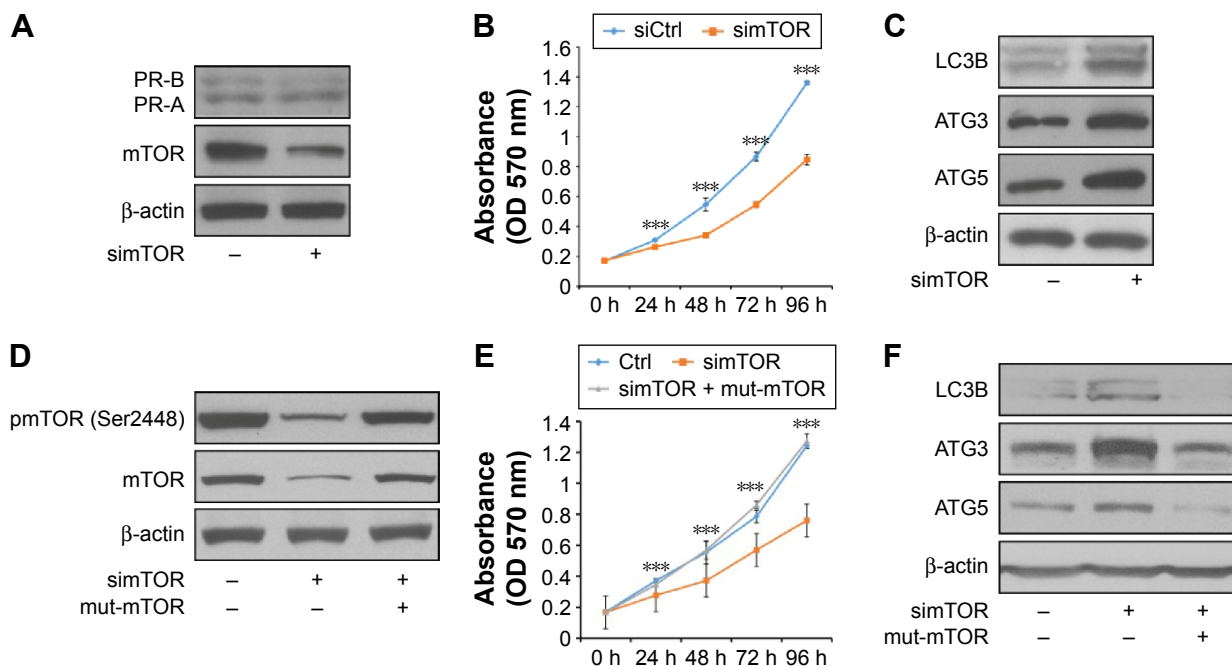 A
PR-B
PR-A
mTOR
β-actin
simTOR – +
B
siCtrl simTOR
Absorbance
(OD 570 nm)
1.4
1.2
1
0.8
0.6
0.4
0.2
0
*** *** *** ***
0 h 24 h 48 h 72 h 96 h
C
LC3B
ATG3
ATG5
β-actin
simTOR – +
D
pmTOR (Ser2448)
mTOR
β-actin
simTOR – + +
mut-mTOR – – +
E
Ctrl simTOR
simTOR + mut-mTOR
Absorbance
(OD 570 nm)
1.4
1.2
1
0.8
0.6
0.4
0.2
0
*** *** *** ***
0 h 24 h 48 h 72 h 96 h
F
LC3B
ATG3
ATG5
β-actin
simTOR – + +
mut-mTOR – – +